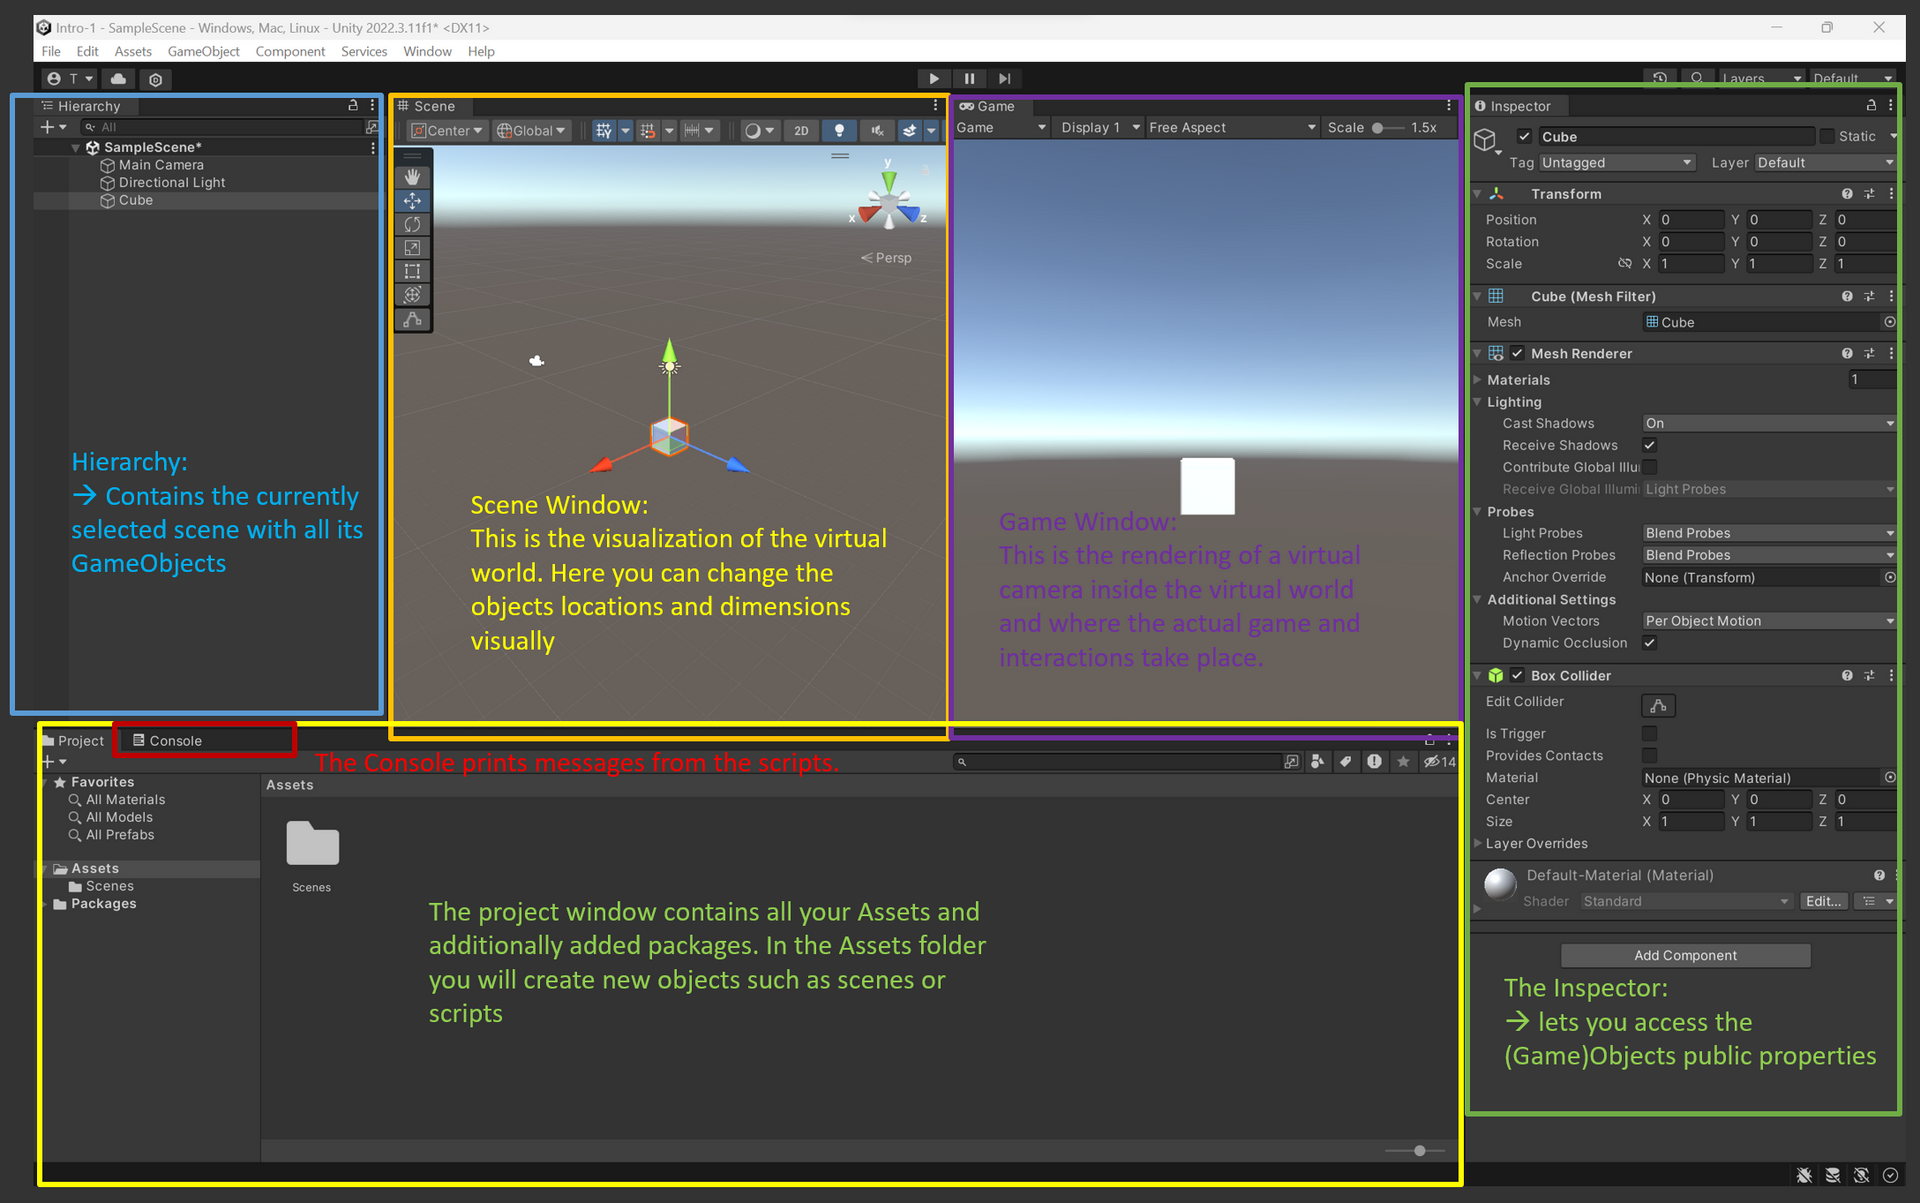 Intro-1 - SampleScene - Windows, Mac, Linux - Unity 2022.3.11f1* <DX11>
File Edit Assets GameObject Component Services Window Help
T
Layers Default
Hierarchy
All
SampleScene*
Main Camera
Directional Light
Cube
Hierarchy:
→ Contains the currently
selected scene with all its
GameObjects
Scene
Center Global 2D
y
x z
Persp
Scene Window:
This is the visualization of the virtual
world. Here you can change the
objects locations and dimensions
visually
Game
Game Display 1 Free Aspect Scale 1.5x
Game Window:
This is the rendering of a virtual
camera inside the virtual world
and where the actual game and
interactions take place.
Inspector
Cube Static
Tag Untagged Layer Default
Transform
Position X 0 Y 0 Z 0
Rotation X 0 Y 0 Z 0
Scale X 1 Y 1 Z 1
Cube (Mesh Filter)
Mesh Cube
Mesh Renderer
Materials 1
Lighting
Cast Shadows On
Receive Shadows
Contribute Global Illu
Receive Global Illumi Light Probes
Probes
Light Probes Blend Probes
Reflection Probes Blend Probes
Anchor Override None (Transform)
Additional Settings
Motion Vectors Per Object Motion
Dynamic Occlusion
Box Collider
Edit Collider
Is Trigger
Provides Contacts
Material None (Physic Material)
Center X 0 Y 0 Z 0
Size X 1 Y 1 Z 1
Layer Overrides
Default-Material (Material)
Shader Standard Edit...
Add Component
The Inspector:
→ lets you access the
(Game)Objects public properties
Project Console
The Console prints messages from the scripts.
14
Favorites
All Materials
All Models
All Prefabs
Assets
Scenes
Packages
Assets
Scenes
The project window contains all your Assets and
additionally added packages. In the Assets folder
you will create new objects such as scenes or
scripts